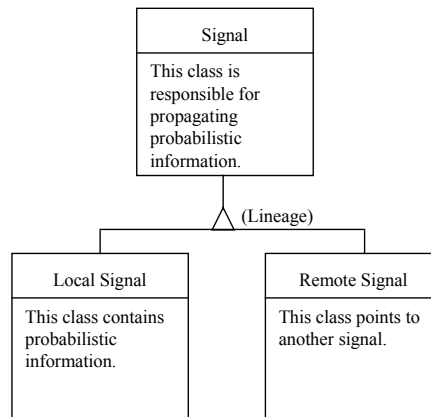 Signal
This class is
responsible for
propagating
probabilistic
information.
(Lineage)
Local Signal
This class contains
probabilistic
information.
Remote Signal
This class points to
another signal.